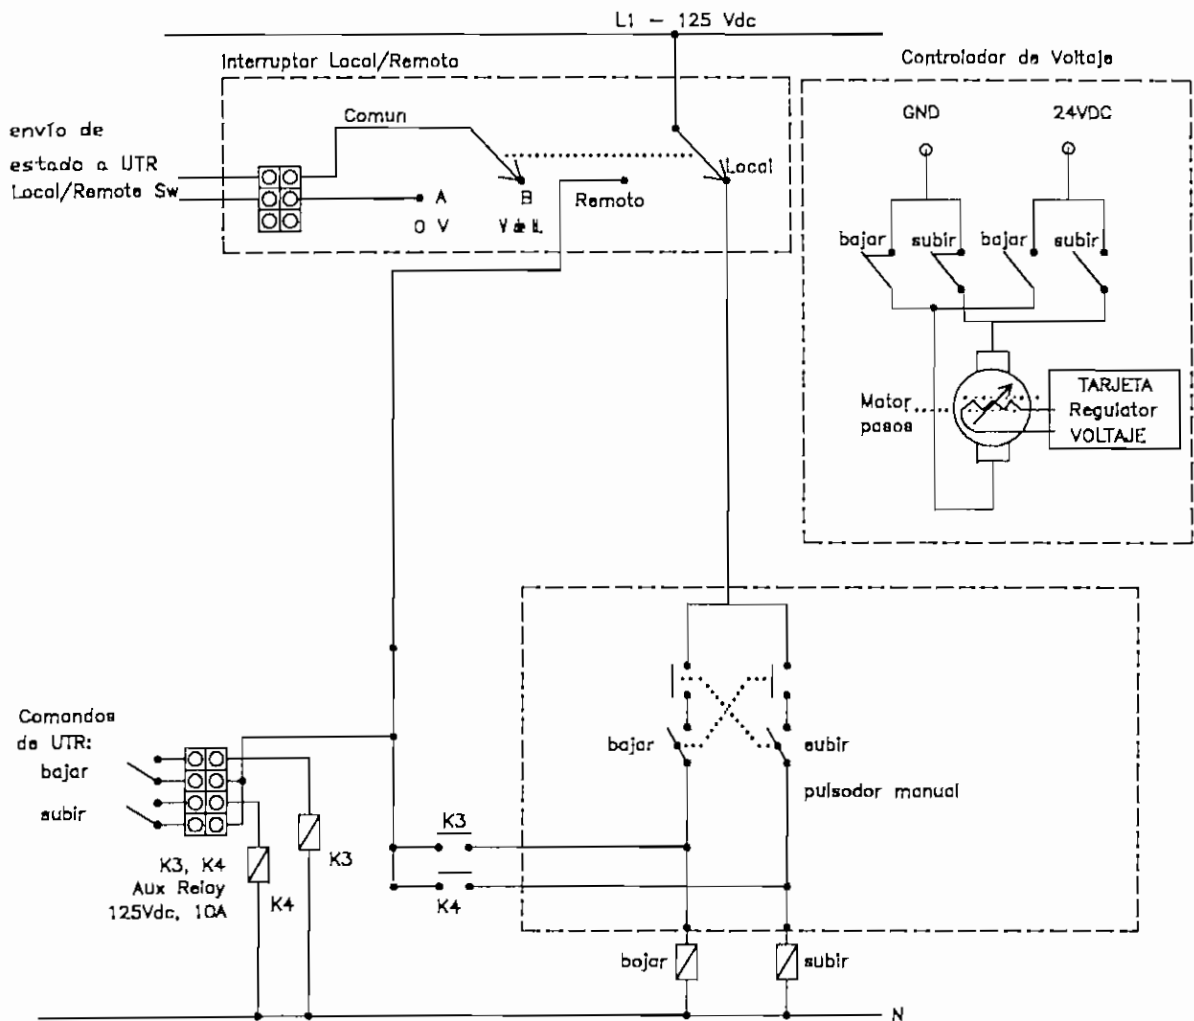 L1 - 125 Vdc
Interruptor Local/Remoto
Controlador de Voltaje
Comun
envío de
estado a UTR
Local/Remote Sw
A
B
0 V
Local
Remoto
GND
24VDC
bajar
subir
bajar
subir
Motor
pasos
TARJETA
Regulator
VOLTAJE
Comandos
de UTR:
bajar
subir
bajar
subir
pulsador manual
K3
K4
K3, K4
Aux Relay
125Vdc, 10A
K3
K4
bojar
subir
N